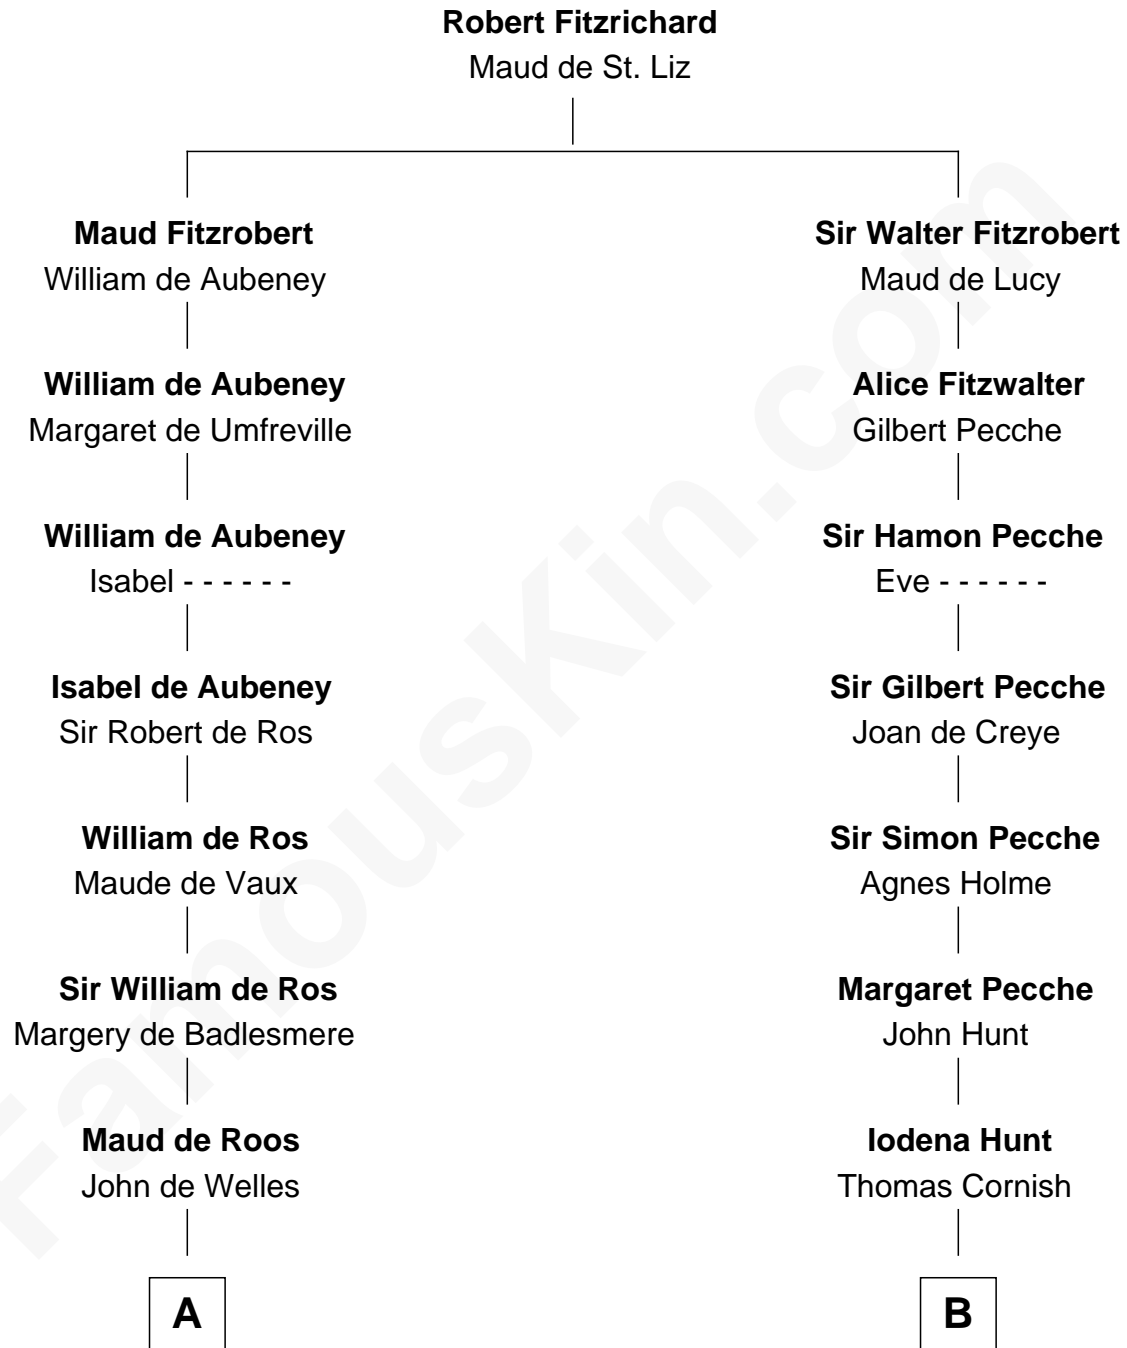 Robert Fitzrichard
Maud de St. Liz
Maud Fitzrobert
William de Aubeney
Sir Walter Fitzrobert
Maud de Lucy
William de Aubeney
Margaret de Umfreville
Alice Fitzwalter
Gilbert Pecche
William de Aubeney
Isabel - - - - - -
Sir Hamon Pecche
Eve - - - - - -
Isabel de Aubeney
Sir Robert de Ros
Sir Gilbert Pecche
Joan de Creye
William de Ros
Maude de Vaux
Sir Simon Pecche
Agnes Holme
Sir William de Ros
Margery de Badlesmere
Margaret Pecche
John Hunt
Maud de Roos
John de Welles
Iodena Hunt
Thomas Cornish
A
B
FamousKin.com